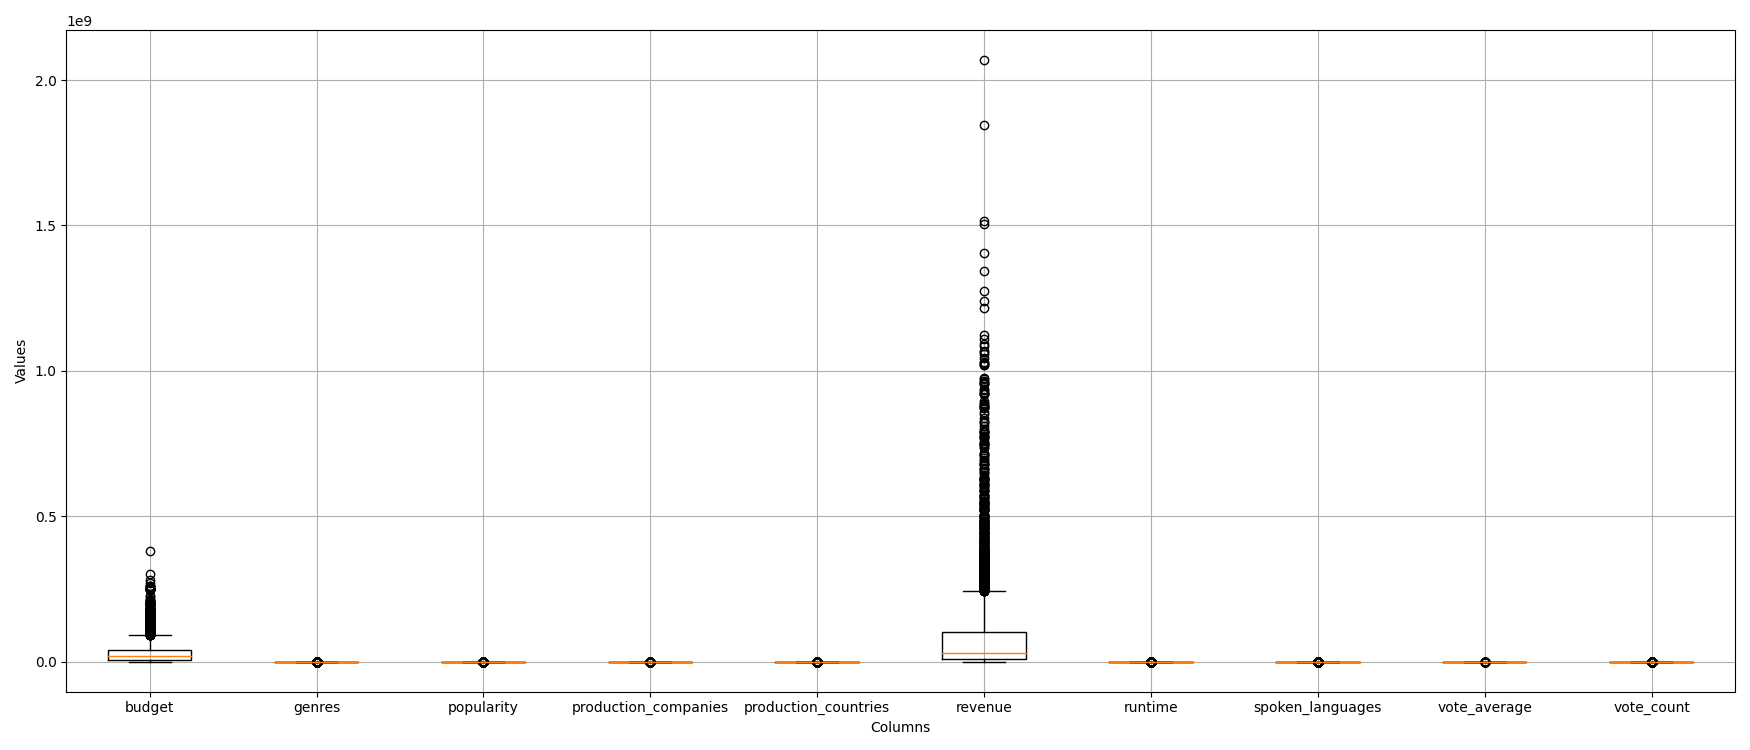 1e9
2.0
1.5
1.0
0.5
0.0
Values
budget genres popularity production_companies production_countries revenue runtime spoken_languages vote_average vote_count
Columns